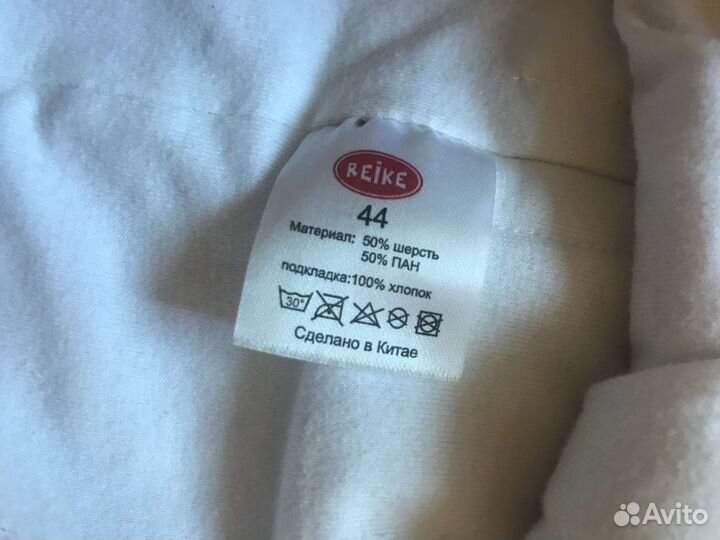 REiKE
44
Материал: 50% шерсть
50% ПАН
подкладка:100% хлопок
30°
Сделано в Китае
Avito